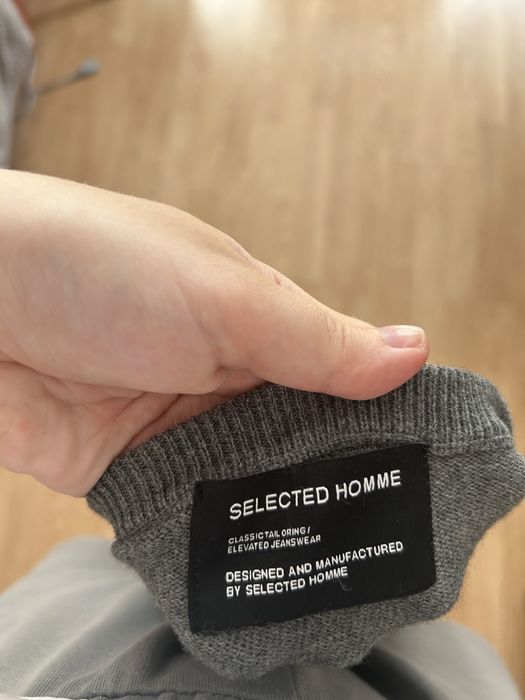 SELECTED HOMME
CLASSIC TAILORING /
ELEVATED JEANSWEAR
DESIGNED AND MANUFACTURED
BY SELECTED HOMME